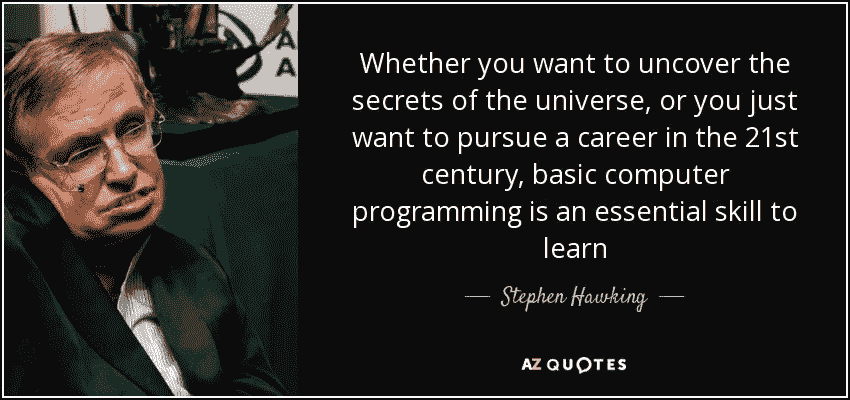 A
A
Whether you want to uncover the
secrets of the universe, or you just
want to pursue a career in the 21st
century, basic computer
programming is an essential skill to
learn
Stephen Hawking
AZ QUOTES